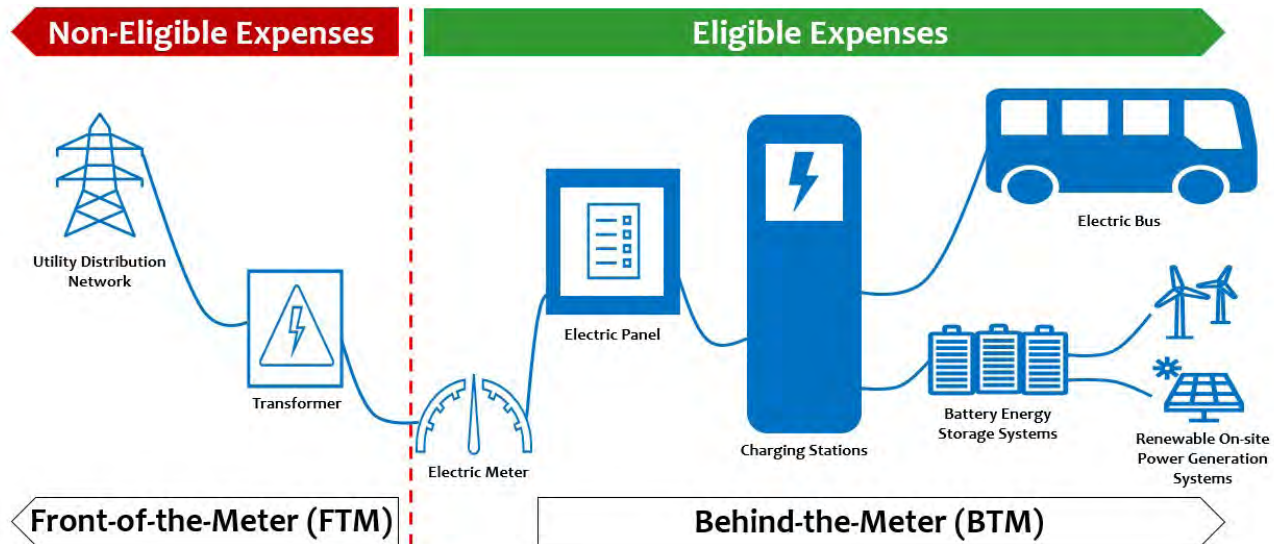 Non-Eligible Expenses
Eligible Expenses
Utility Distribution
Network
Transformer
Electric Meter
Electric Panel
Charging Stations
Electric Bus
Battery Energy
Storage Systems
Renewable On-site
Power Generation
Systems
Front-of-the-Meter (FTM)
Behind-the-Meter (BTM)